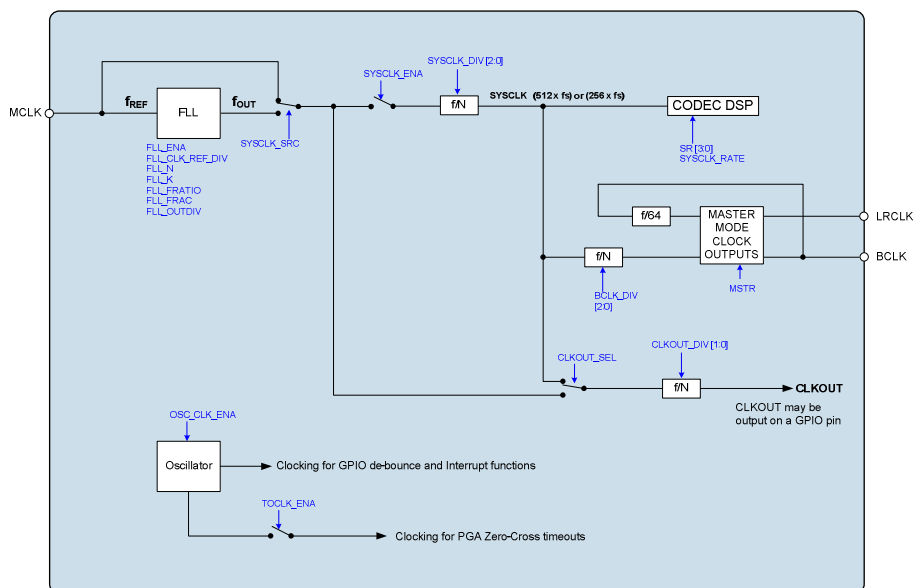 MCLK
fREF
FLL
fOUT
FLL_ENA
FLL_CLK_REF_DIV
FLL_N
FLL_K
FLL_FRATIO
FLL_FRAC
FLL_OUTDIV
SYSCLK_SRC
SYSCLK_ENA
SYSCLK_DIV [2:0]
f/N
SYSCLK (512 x fs) or (256 x fs)
CODEC DSP
SR [3:0]
SYSCLK_RATE
f/64
MASTER
MODE
CLOCK
OUTPUTS
LRCLK
BCLK
f/N
BCLK_DIV
[2:0]
MSTR
CLKOUT_SEL
CLKOUT_DIV [1:0]
f/N
CLKOUT
CLKOUT may be
output on a GPIO pin
OSC_CLK_ENA
Oscillator
Clocking for GPIO de-bounce and Interrupt functions
TOCLK_ENA
Clocking for PGA Zero-Cross timeouts